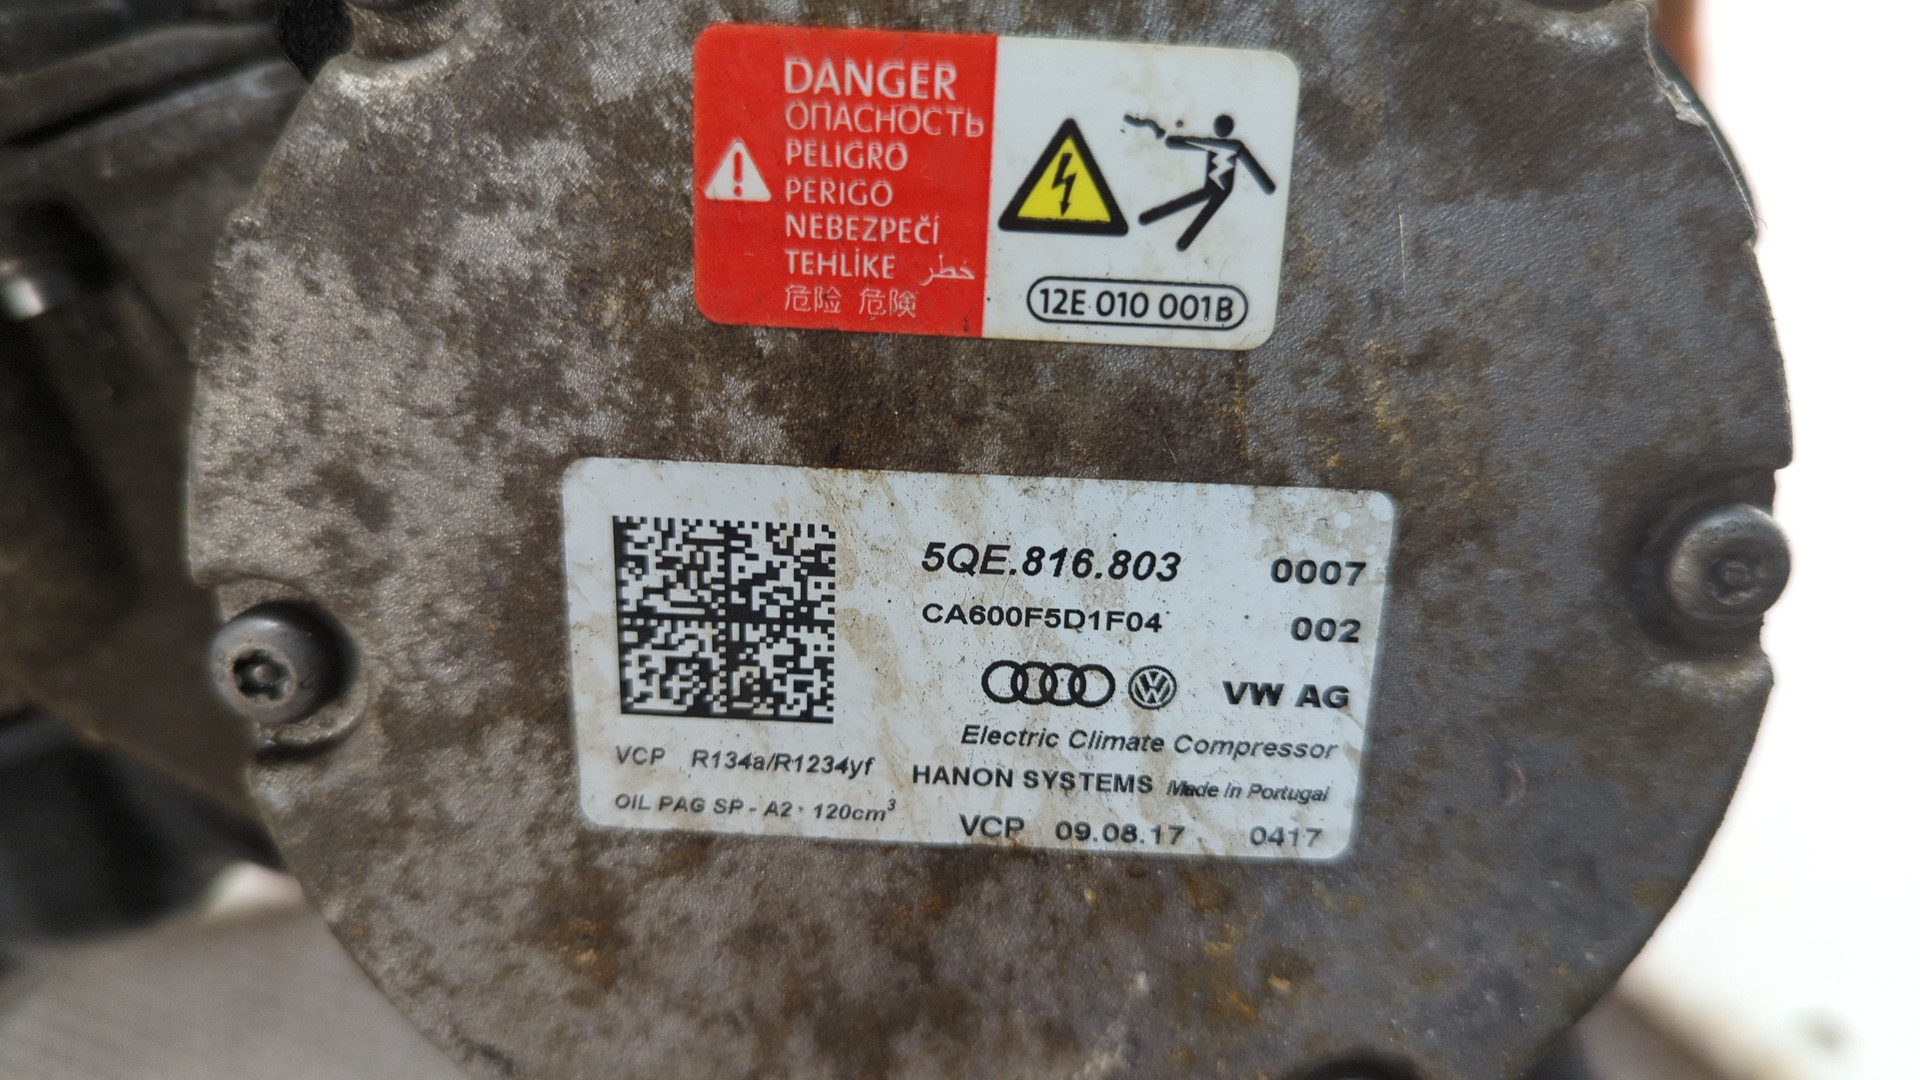 DANGER
ОПАСНОСТЬ
PELIGRO
PERIGO
NEBEZPEČÍ
TEHLİKE خطر
危险 危険
12E 010 001B
5QE.816.803 0007
CA600F5D1F04 002
VW AG
Electric Climate Compressor
VCP R134a/R1234yf HANON SYSTEMS Made in Portugal
OIL PAG SP - A2 · 120cm³ VCP 09.08.17 0417